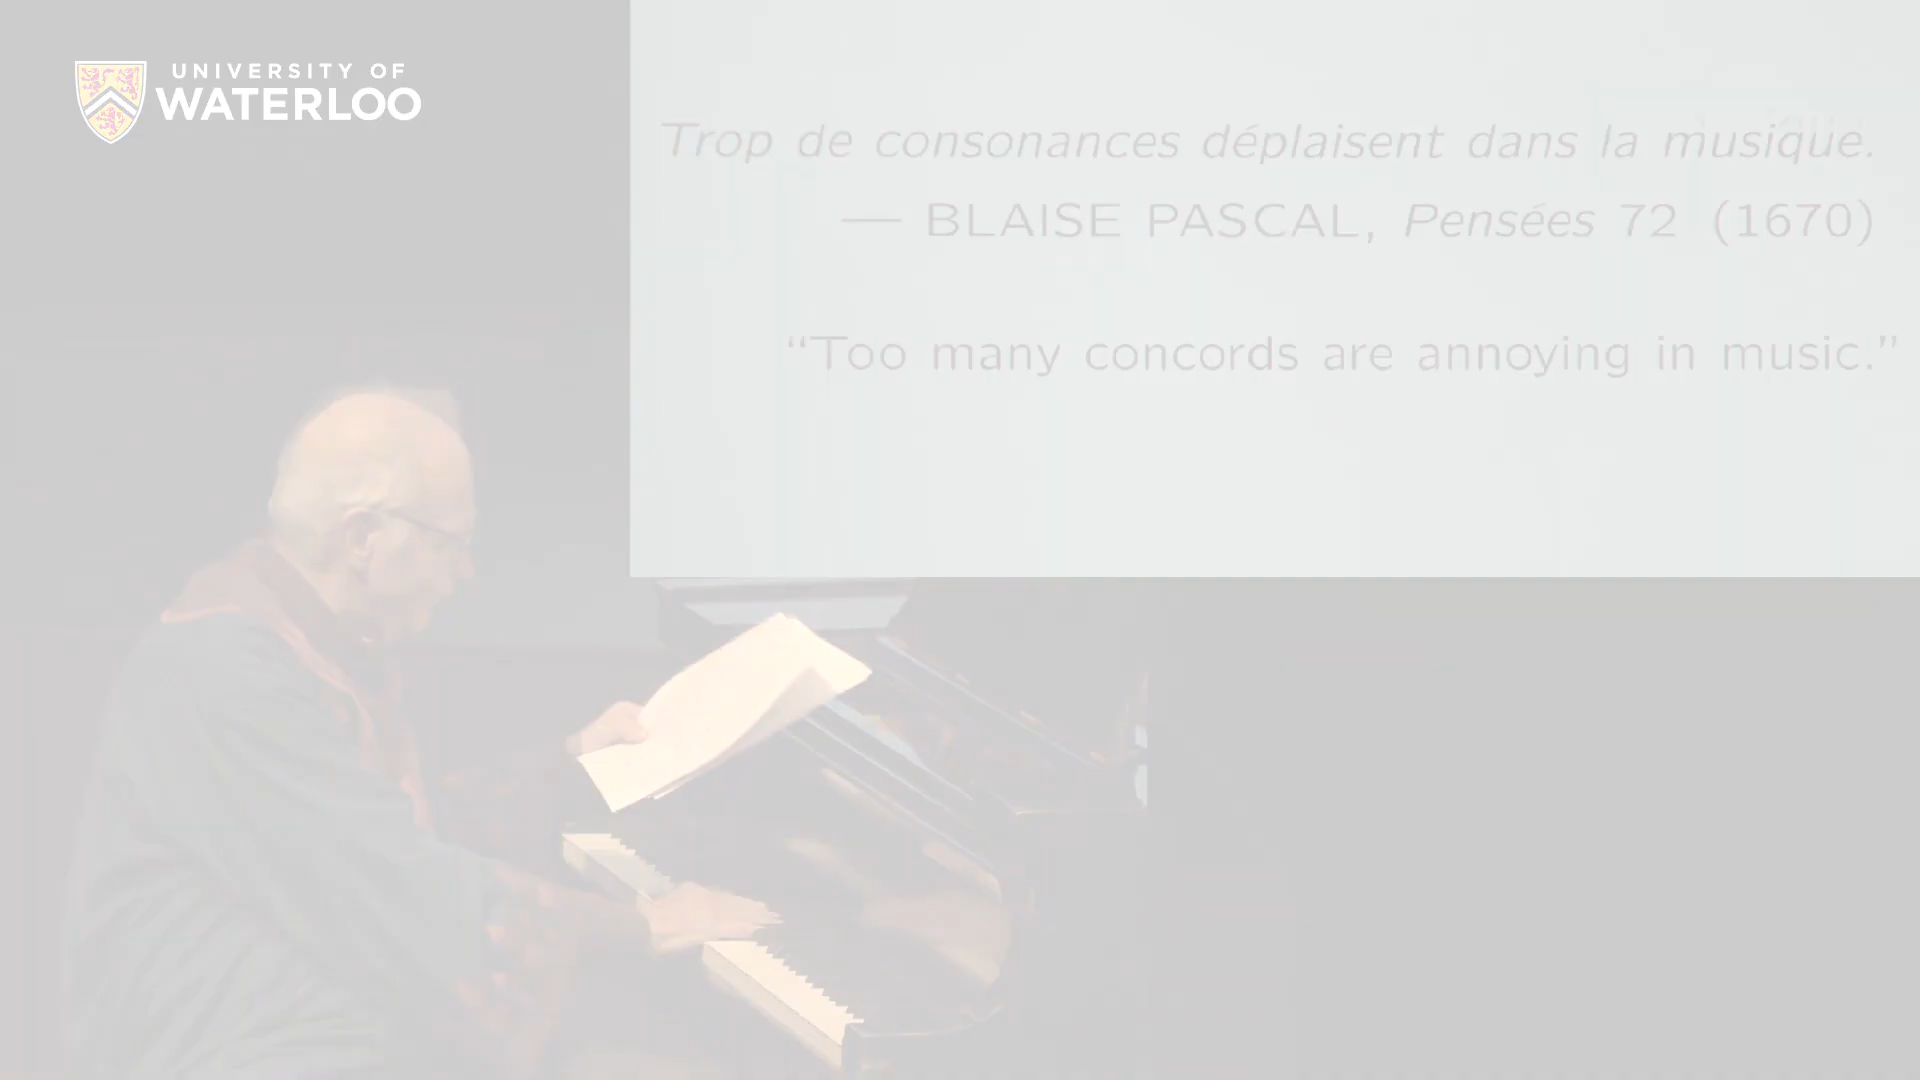 UNIVERSITY OF
WATERLOO
Trop de consonances déplaisent dans la musique.
— BLAISE PASCAL, Pensées 72 (1670)
“Too many concords are annoying in music.”